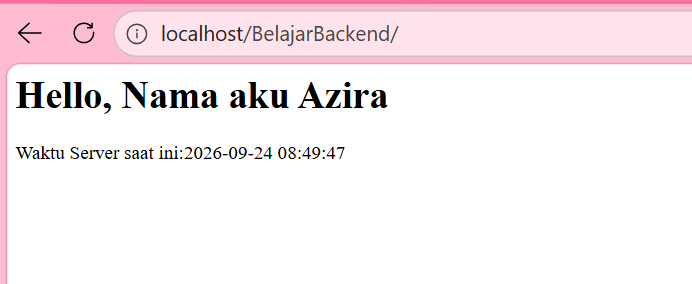 localhost/BelajarBackend/
Hello, Nama aku Azira
Waktu Server saat ini:2026-09-24 08:49:47